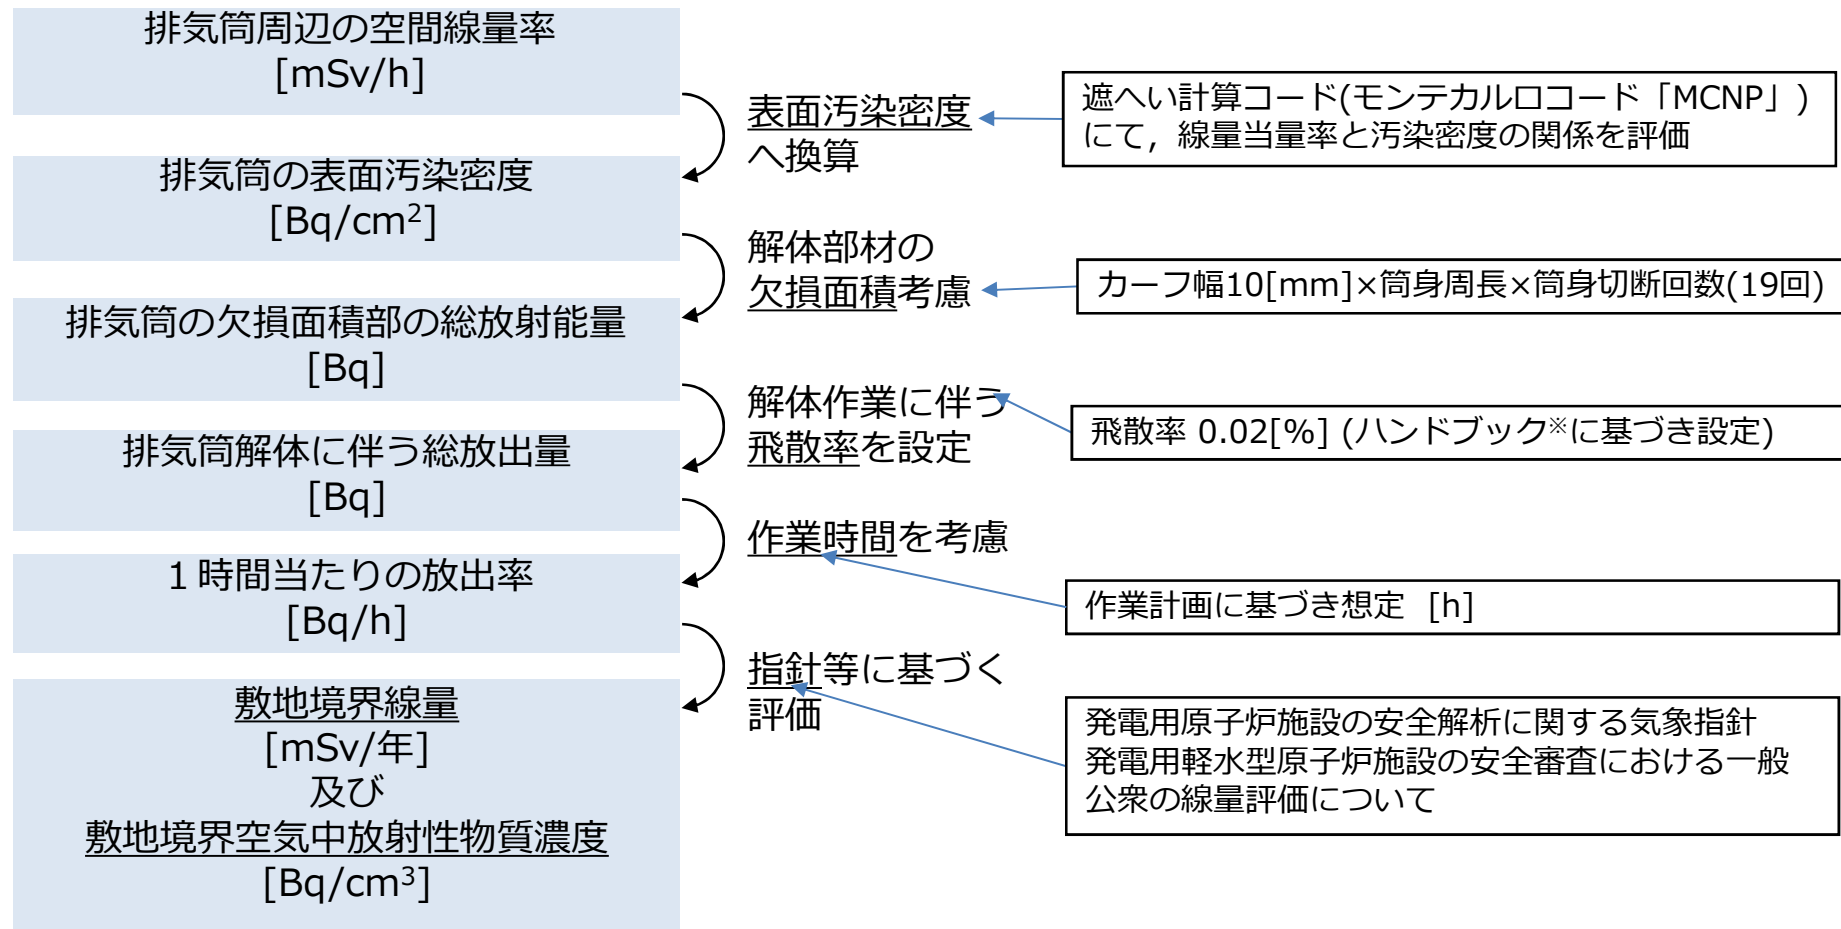 排気筒周辺の空間線量率
[mSv/h]
表面汚染密度
へ換算
遮へい計算コード(モンテカルロコード「MCNP」)
にて，線量当量率と汚染密度の関係を評価
排気筒の表面汚染密度
[Bq/cm2]
解体部材の
欠損面積考慮
カーフ幅10[mm]×筒身周長×筒身切断回数(19回)
排気筒の欠損面積部の総放射能量
[Bq]
解体作業に伴う
飛散率を設定
飛散率 0.02[%] (ハンドブック※に基づき設定)
排気筒解体に伴う総放出量
[Bq]
作業時間を考慮
作業計画に基づき想定 [h]
１時間当たりの放出率
[Bq/h]
指針等に基づく
評価
発電用原子炉施設の安全解析に関する気象指針
発電用軽水型原子炉施設の安全審査における一般
公衆の線量評価について
敷地境界線量
[mSv/年]
及び
敷地境界空気中放射性物質濃度
[Bq/cm3]